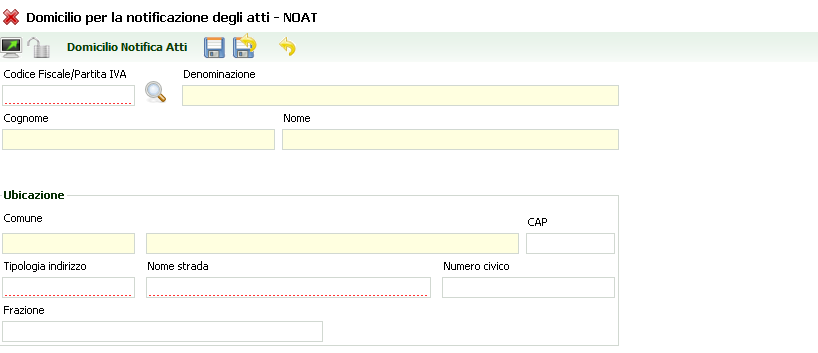 Domicilio per la notificazione degli atti - NOAT
Domicilio Notifica Atti
Codice Fiscale/Partita IVA Denominazione
Cognome Nome
Ubicazione
Comune CAP
Tipologia indirizzo Nome strada Numero civico
Frazione